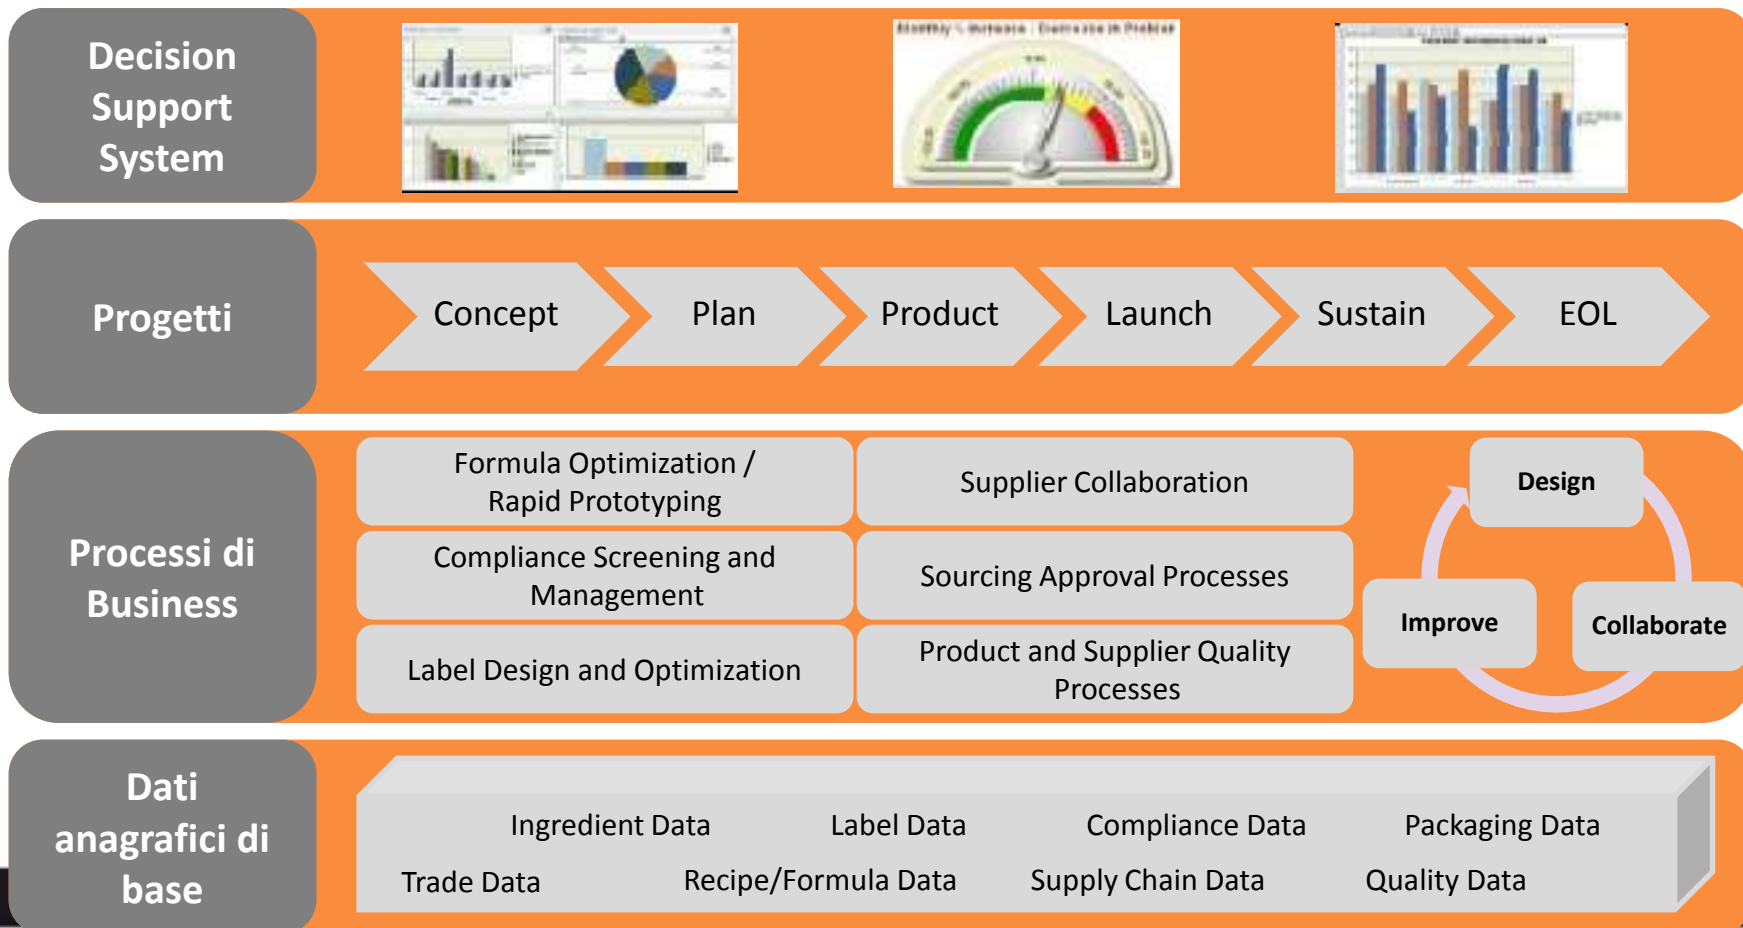 Decision
Support
System
Progetti
Concept
Plan
Product
Launch
Sustain
EOL
Processi di
Business
Formula Optimization /
Rapid Prototyping
Supplier Collaboration
Compliance Screening and
Management
Sourcing Approval Processes
Label Design and Optimization
Product and Supplier Quality
Processes
Design
Improve
Collaborate
Dati
anagrafici di
base
Ingredient Data
Label Data
Compliance Data
Packaging Data
Trade Data
Recipe/Formula Data
Supply Chain Data
Quality Data